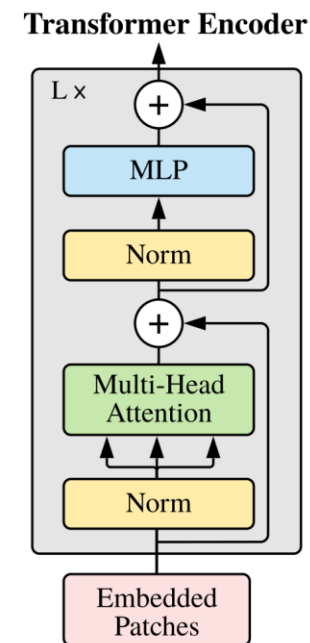 Transformer Encoder
L ×
+
MLP
Norm
+
Multi-Head
Attention
Norm
Embedded
Patches